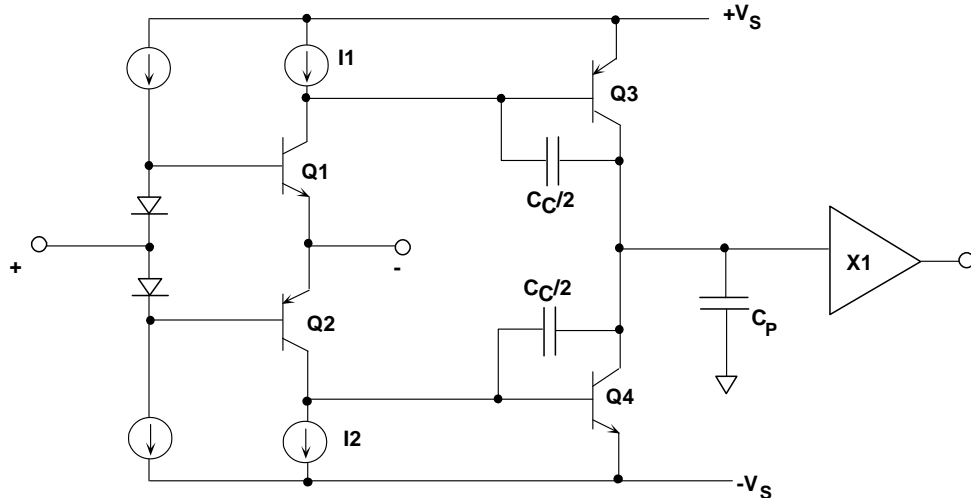 +VS
I1
Q3
Q1
CC/2
+
-
X1
CC/2
Q2
CP
Q4
I2
-VS